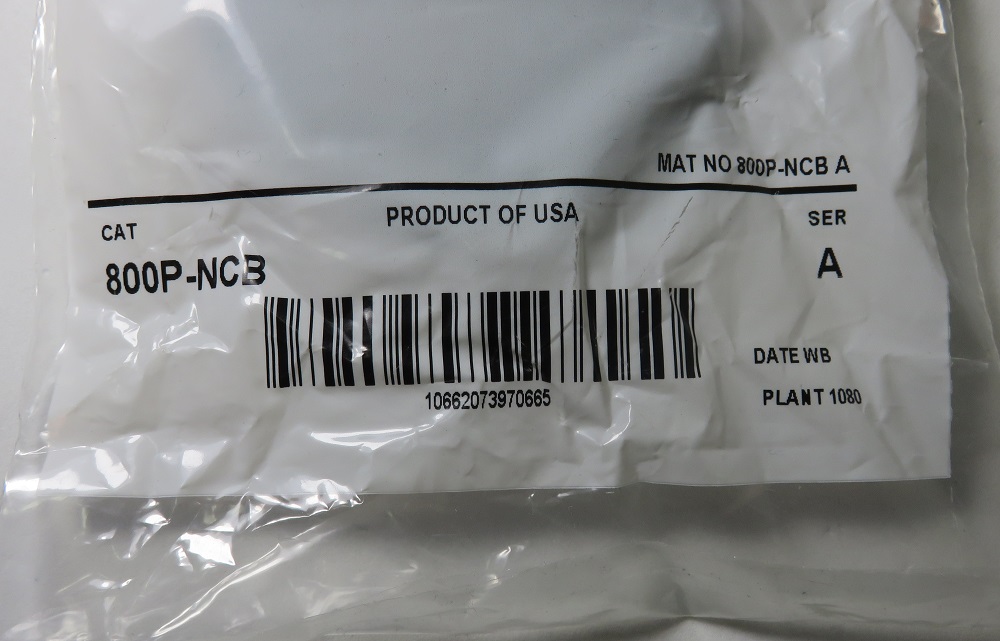 MAT NO 800P-NCB A
CAT
PRODUCT OF USA
SER
800P-NCB
A
10662073970665
DATE WB
PLANT 1080